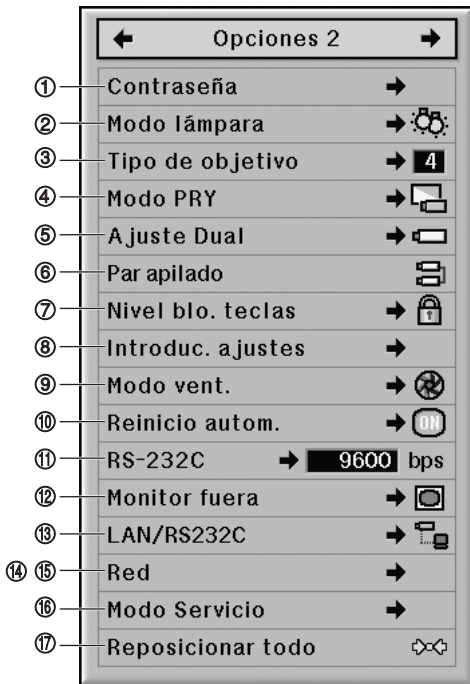 Opciones 2
① Contraseña
② Modo lámpara
③ Tipo de objetivo 4
④ Modo PRY
⑤ Ajuste Dual
⑥ Par apilado
⑦ Nivel blo. teclas
⑧ Introduc. ajustes
⑨ Modo vent.
⑩ Reinicio autom. ON
⑪ RS-232C 9600 bps
⑫ Monitor fuera
⑬ LAN/RS232C
⑭ ⑮ Red
⑯ Modo Servicio
⑰ Reposicionar todo